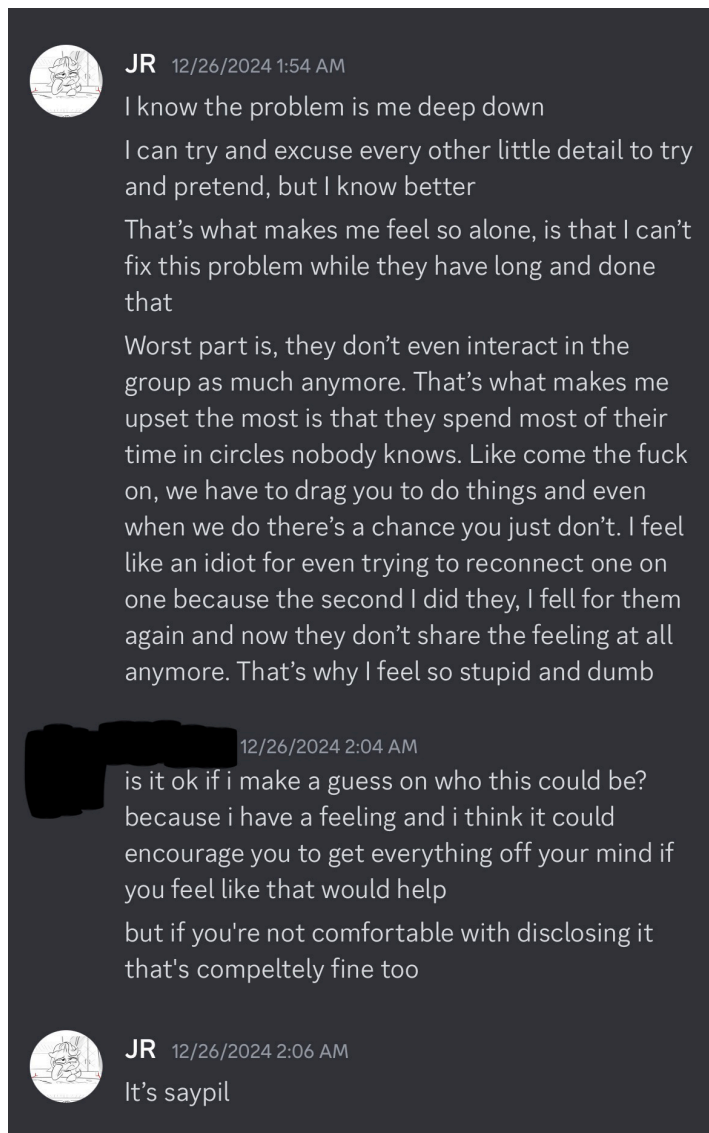 JR 12/26/2024 1:54 AM
I know the problem is me deep down
I can try and excuse every other little detail to try
and pretend, but I know better
That’s what makes me feel so alone, is that I can’t
fix this problem while they have long and done
that
Worst part is, they don’t even interact in the
group as much anymore. That’s what makes me
upset the most is that they spend most of their
time in circles nobody knows. Like come the fuck
on, we have to drag you to do things and even
when we do there’s a chance you just don’t. I feel
like an idiot for even trying to reconnect one on
one because the second I did they, I fell for them
again and now they don’t share the feeling at all
anymore. That’s why I feel so stupid and dumb
12/26/2024 2:04 AM
is it ok if i make a guess on who this could be?
because i have a feeling and i think it could
encourage you to get everything off your mind if
you feel like that would help
but if you're not comfortable with disclosing it
that's compeltely fine too
JR 12/26/2024 2:06 AM
It’s saypil